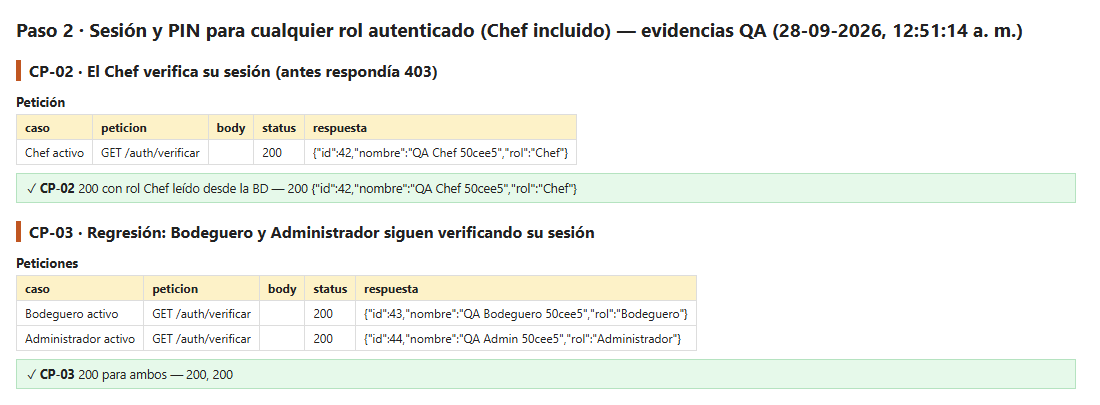 Paso 2 · Sesión y PIN para cualquier rol autenticado (Chef incluido) — evidencias QA (28-09-2026, 12:51:14 a. m.)
CP-02 · El Chef verifica su sesión (antes respondía 403)
Petición
caso peticion body status respuesta
Chef activo GET /auth/verificar 200 {"id":42,"nombre":"QA Chef 50cee5","rol":"Chef"}
✓ CP-02 200 con rol Chef leído desde la BD — 200 {"id":42,"nombre":"QA Chef 50cee5","rol":"Chef"}
CP-03 · Regresión: Bodeguero y Administrador siguen verificando su sesión
Peticiones
caso peticion body status respuesta
Bodeguero activo GET /auth/verificar 200 {"id":43,"nombre":"QA Bodeguero 50cee5","rol":"Bodeguero"}
Administrador activo GET /auth/verificar 200 {"id":44,"nombre":"QA Admin 50cee5","rol":"Administrador"}
✓ CP-03 200 para ambos — 200, 200